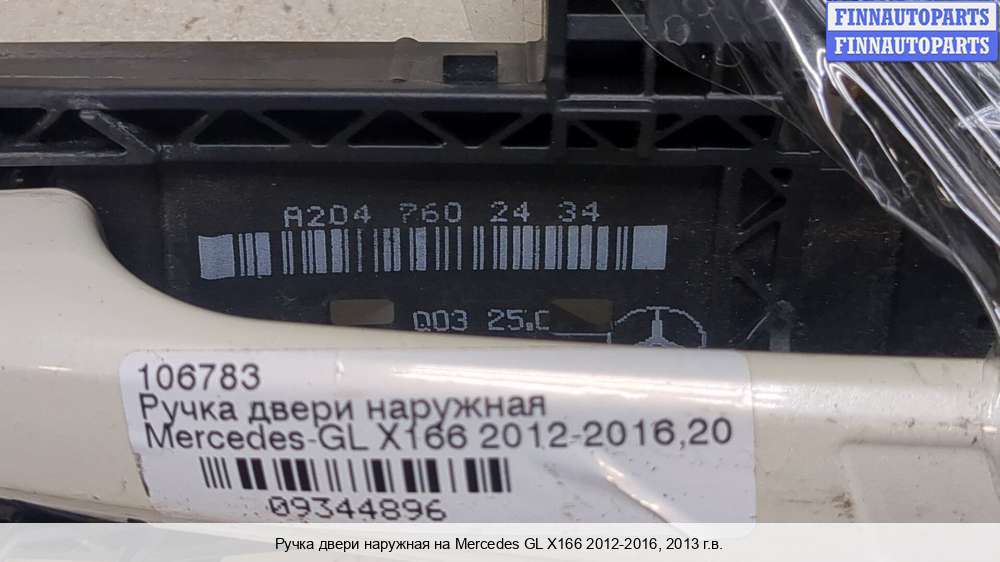 FINNAUTOPARTS
FINNAUTOPARTS
A204 760 24 34
Q03 25.
106783
Ручка двери наружная
Mercedes-GL X166 2012-2016,20
09344896
Ручка двери наружная на Mercedes GL X166 2012-2016, 2013 г.в.